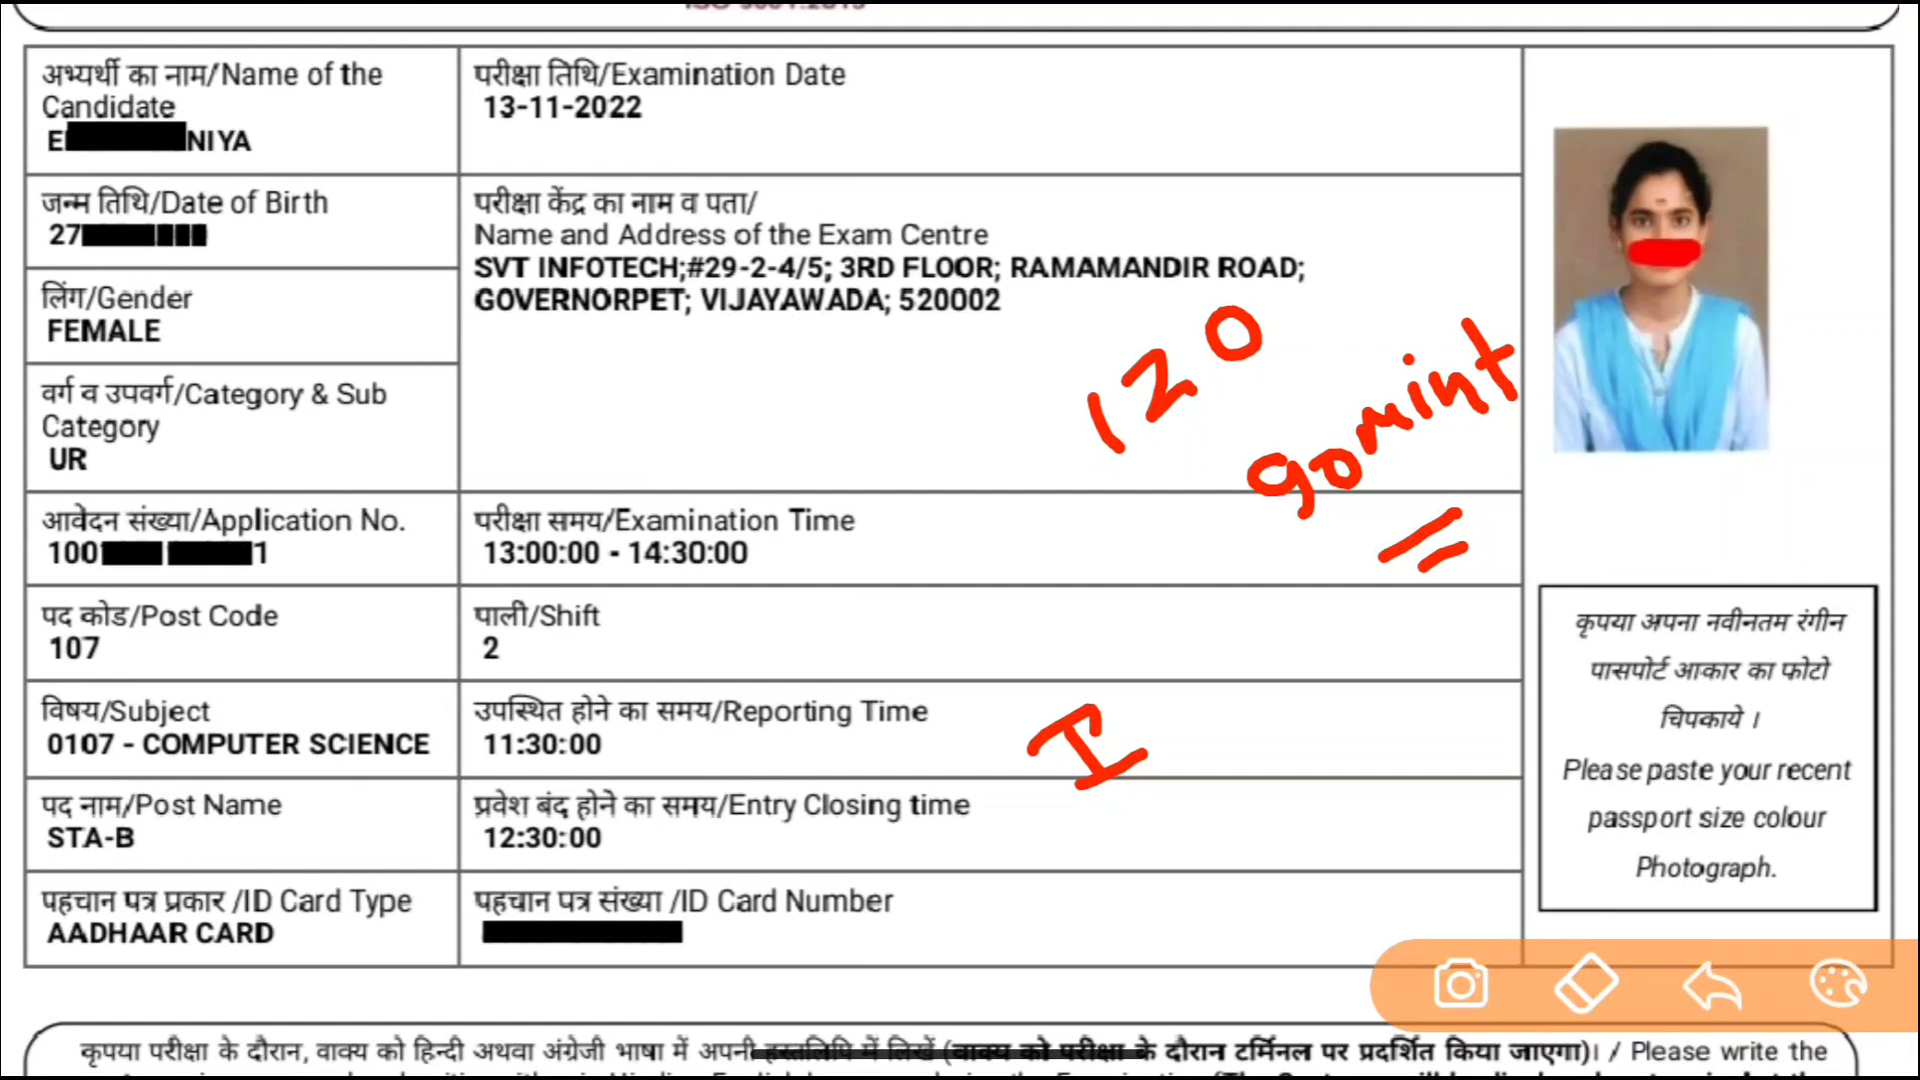 अभ्यर्थी का नाम/Name of the
Candidate
E NIYA
परीक्षा तिथि/Examination Date
13-11-2022
जन्म तिथि/Date of Birth
27
परीक्षा केंद्र का नाम व पता/
Name and Address of the Exam Centre
SVT INFOTECH;#29-2-4/5; 3RD FLOOR; RAMAMANDIR ROAD;
GOVERNORPET; VIJAYAWADA; 520002
लिंग/Gender
FEMALE
120
90mint
वर्ग व उपवर्ग/Category & Sub
Category
UR
आवेदन संख्या/Application No.
100 1
परीक्षा समय/Examination Time
13:00:00 - 14:30:00
पद कोड/Post Code
107
पाली/Shift
2
विषय/Subject
0107 - COMPUTER SCIENCE
उपस्थित होने का समय/Reporting Time
11:30:00
I
पद नाम/Post Name
STA-B
प्रवेश बंद होने का समय/Entry Closing time
12:30:00
पहचान पत्र प्रकार /ID Card Type
AADHAAR CARD
पहचान पत्र संख्या /ID Card Number
कृपया अपना नवीनतम रंगीन
पासपोर्ट आकार का फोटो
चिपकाये ।
Please paste your recent
passport size colour
Photograph.
कृपया परीक्षा के दौरान, वाक्य को हिन्दी अथवा अंग्रेजी भाषा में अपनी हस्तलिपि में लिखें (वाक्य को परीक्षा के दौरान टर्मिनल पर प्रदर्शित किया जाएगा)। / Please write the